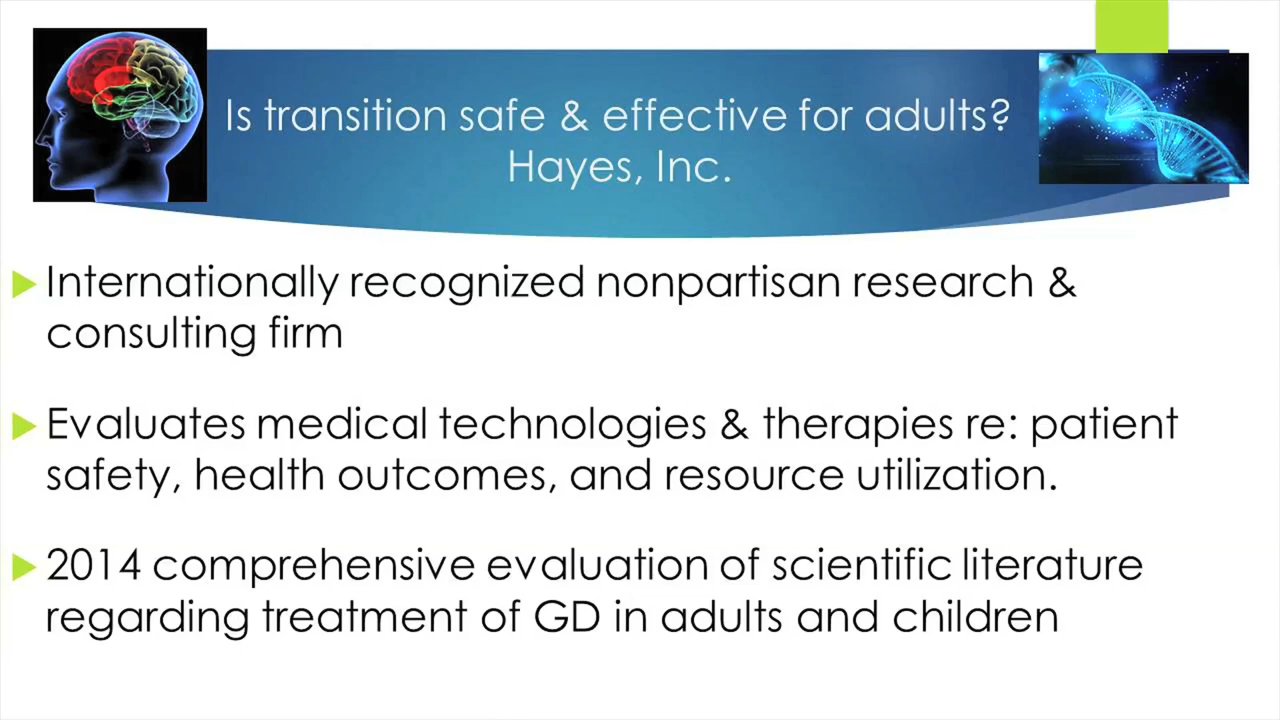 Is transition safe & effective for adults?
Hayes, Inc.
Internationally recognized nonpartisan research &
consulting firm
Evaluates medical technologies & therapies re: patient
safety, health outcomes, and resource utilization.
2014 comprehensive evaluation of scientific literature
regarding treatment of GD in adults and children